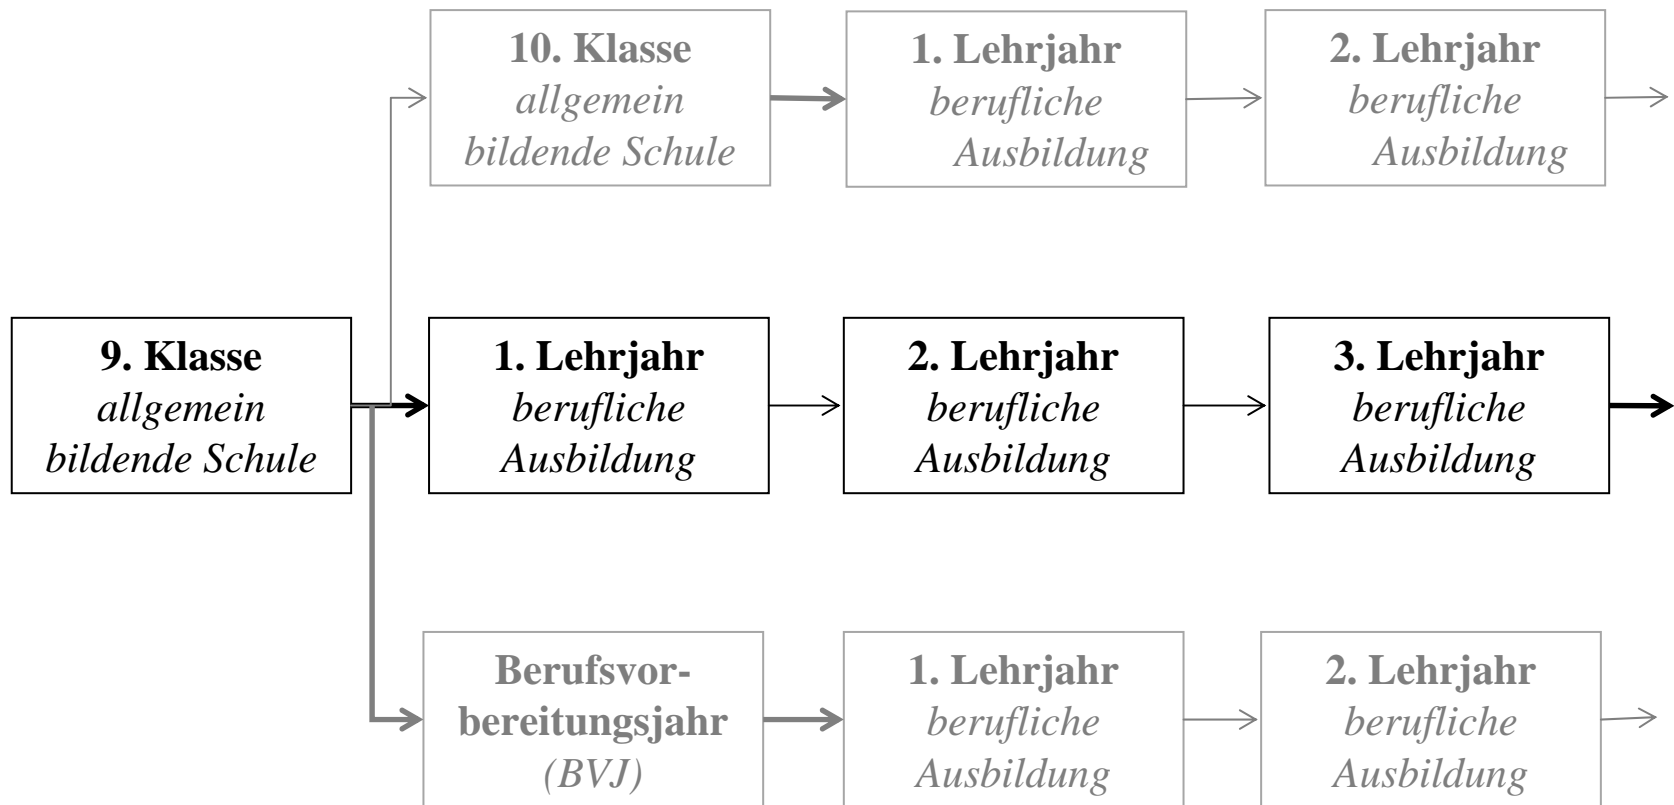 10. Klasse
allgemein
bildende Schule
1. Lehrjahr
berufliche
Ausbildung
2. Lehrjahr
berufliche
Ausbildung
9. Klasse
allgemein
bildende Schule
1. Lehrjahr
berufliche
Ausbildung
2. Lehrjahr
berufliche
Ausbildung
3. Lehrjahr
berufliche
Ausbildung
Berufsvor-
bereitungsjahr
(BVJ)
1. Lehrjahr
berufliche
Ausbildung
2. Lehrjahr
berufliche
Ausbildung